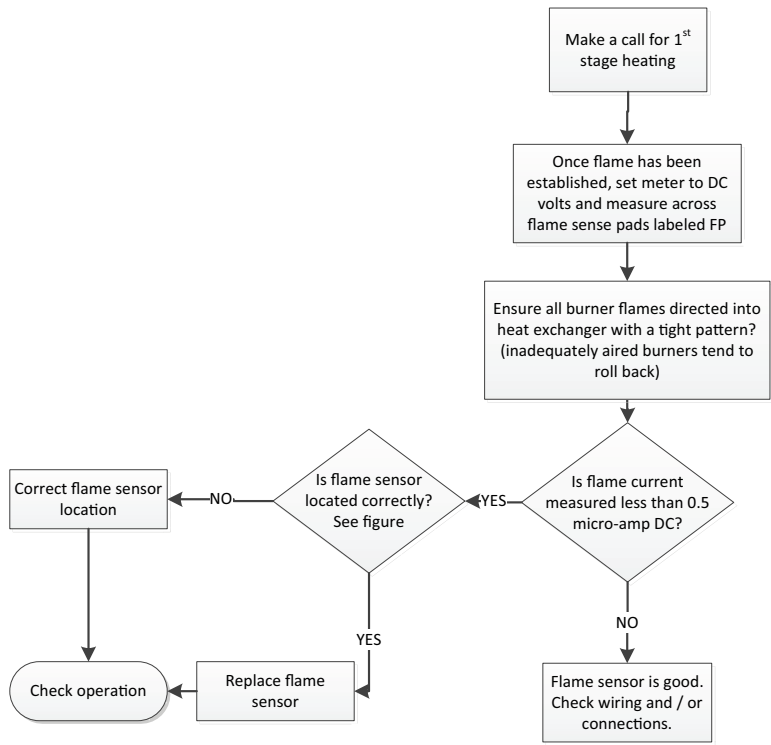 Make a call for 1st
stage heating
Once flame has been
established, set meter to DC
volts and measure across
flame sense pads labeled FP
Ensure all burner flames directed into
heat exchanger with a tight pattern?
(inadequately aired burners tend to
roll back)
Is flame current
measured less than 0.5
micro-amp DC?
YES
Is flame sensor
located correctly?
See figure
NO
Correct flame sensor
location
YES
Replace flame
sensor
Check operation
NO
Flame sensor is good.
Check wiring and / or
connections.